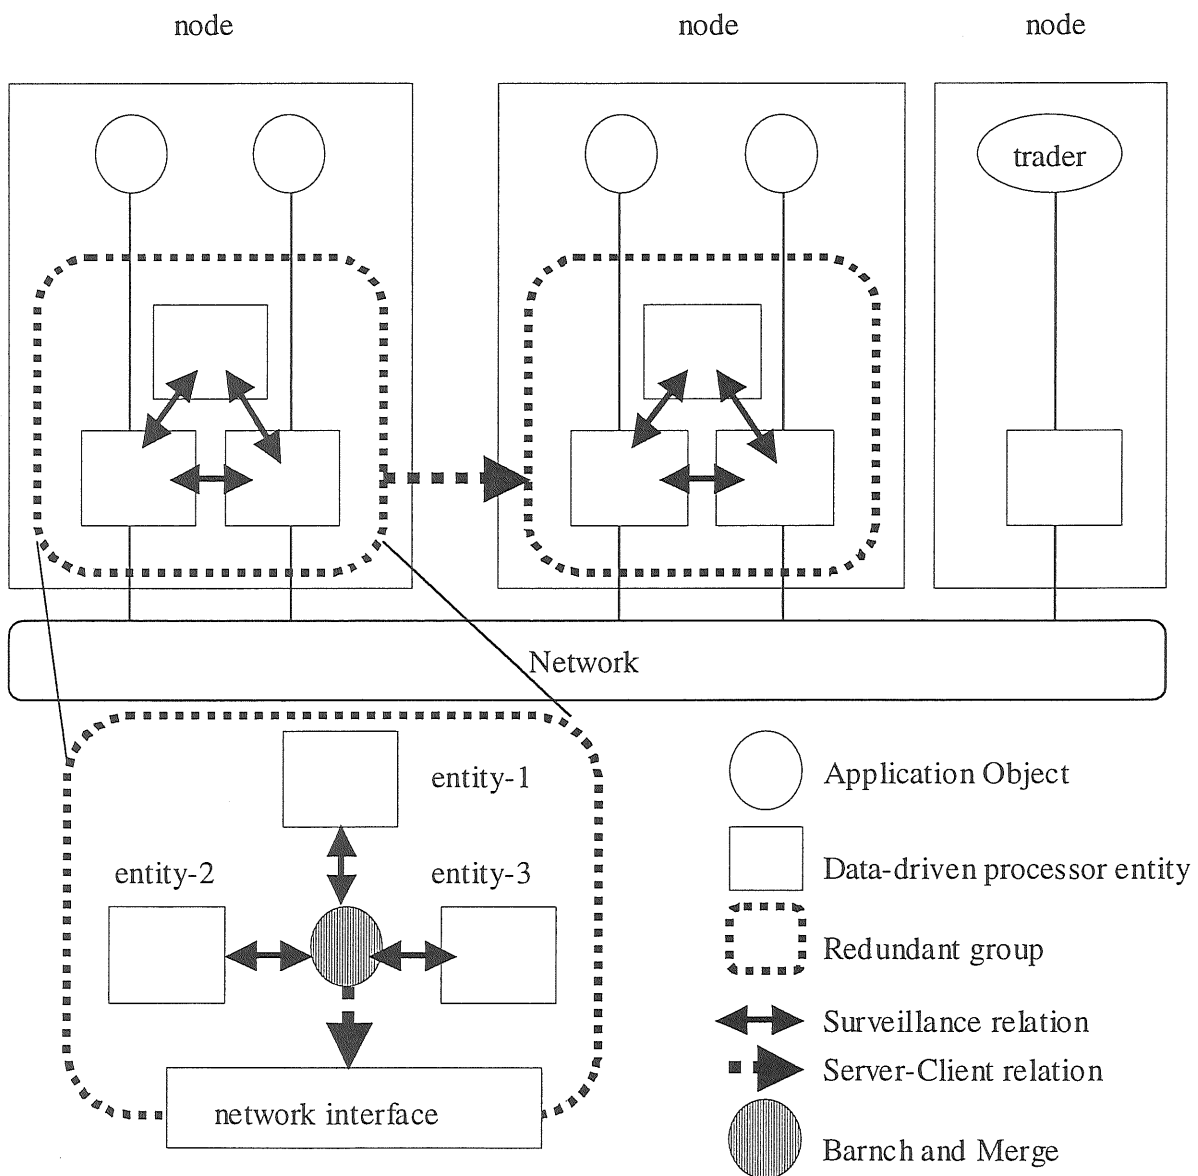 node
node
node
trader
Network
entity-1
entity-2
entity-3
network interface
Application Object
Data-driven processor entity
Redundant group
Surveillance relation
Server-Client relation
Barnch and Merge